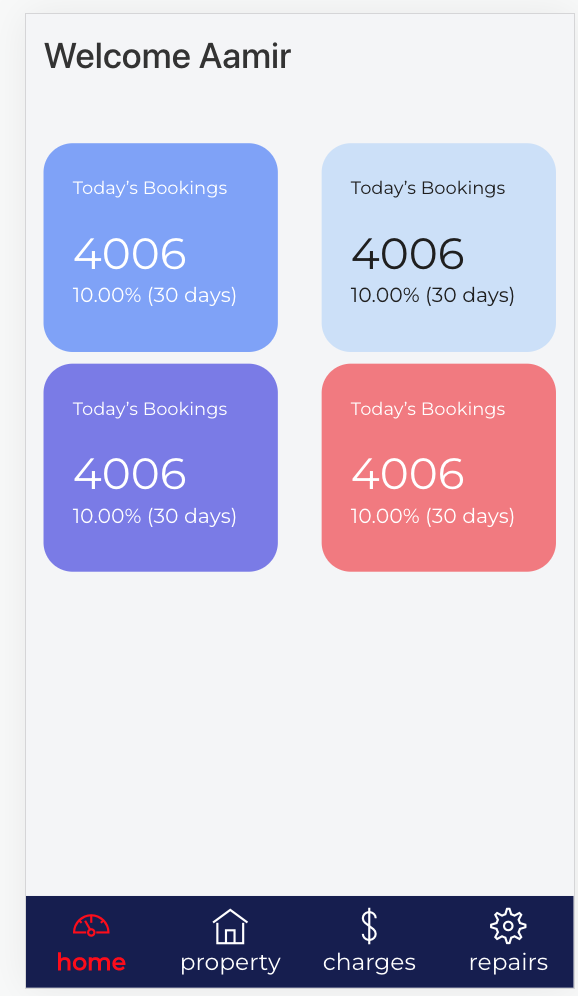 Welcome Aamir
Today’s Bookings
4006
10.00% (30 days)
Today’s Bookings
4006
10.00% (30 days)
Today’s Bookings
4006
10.00% (30 days)
Today’s Bookings
4006
10.00% (30 days)
home
property
charges
repairs